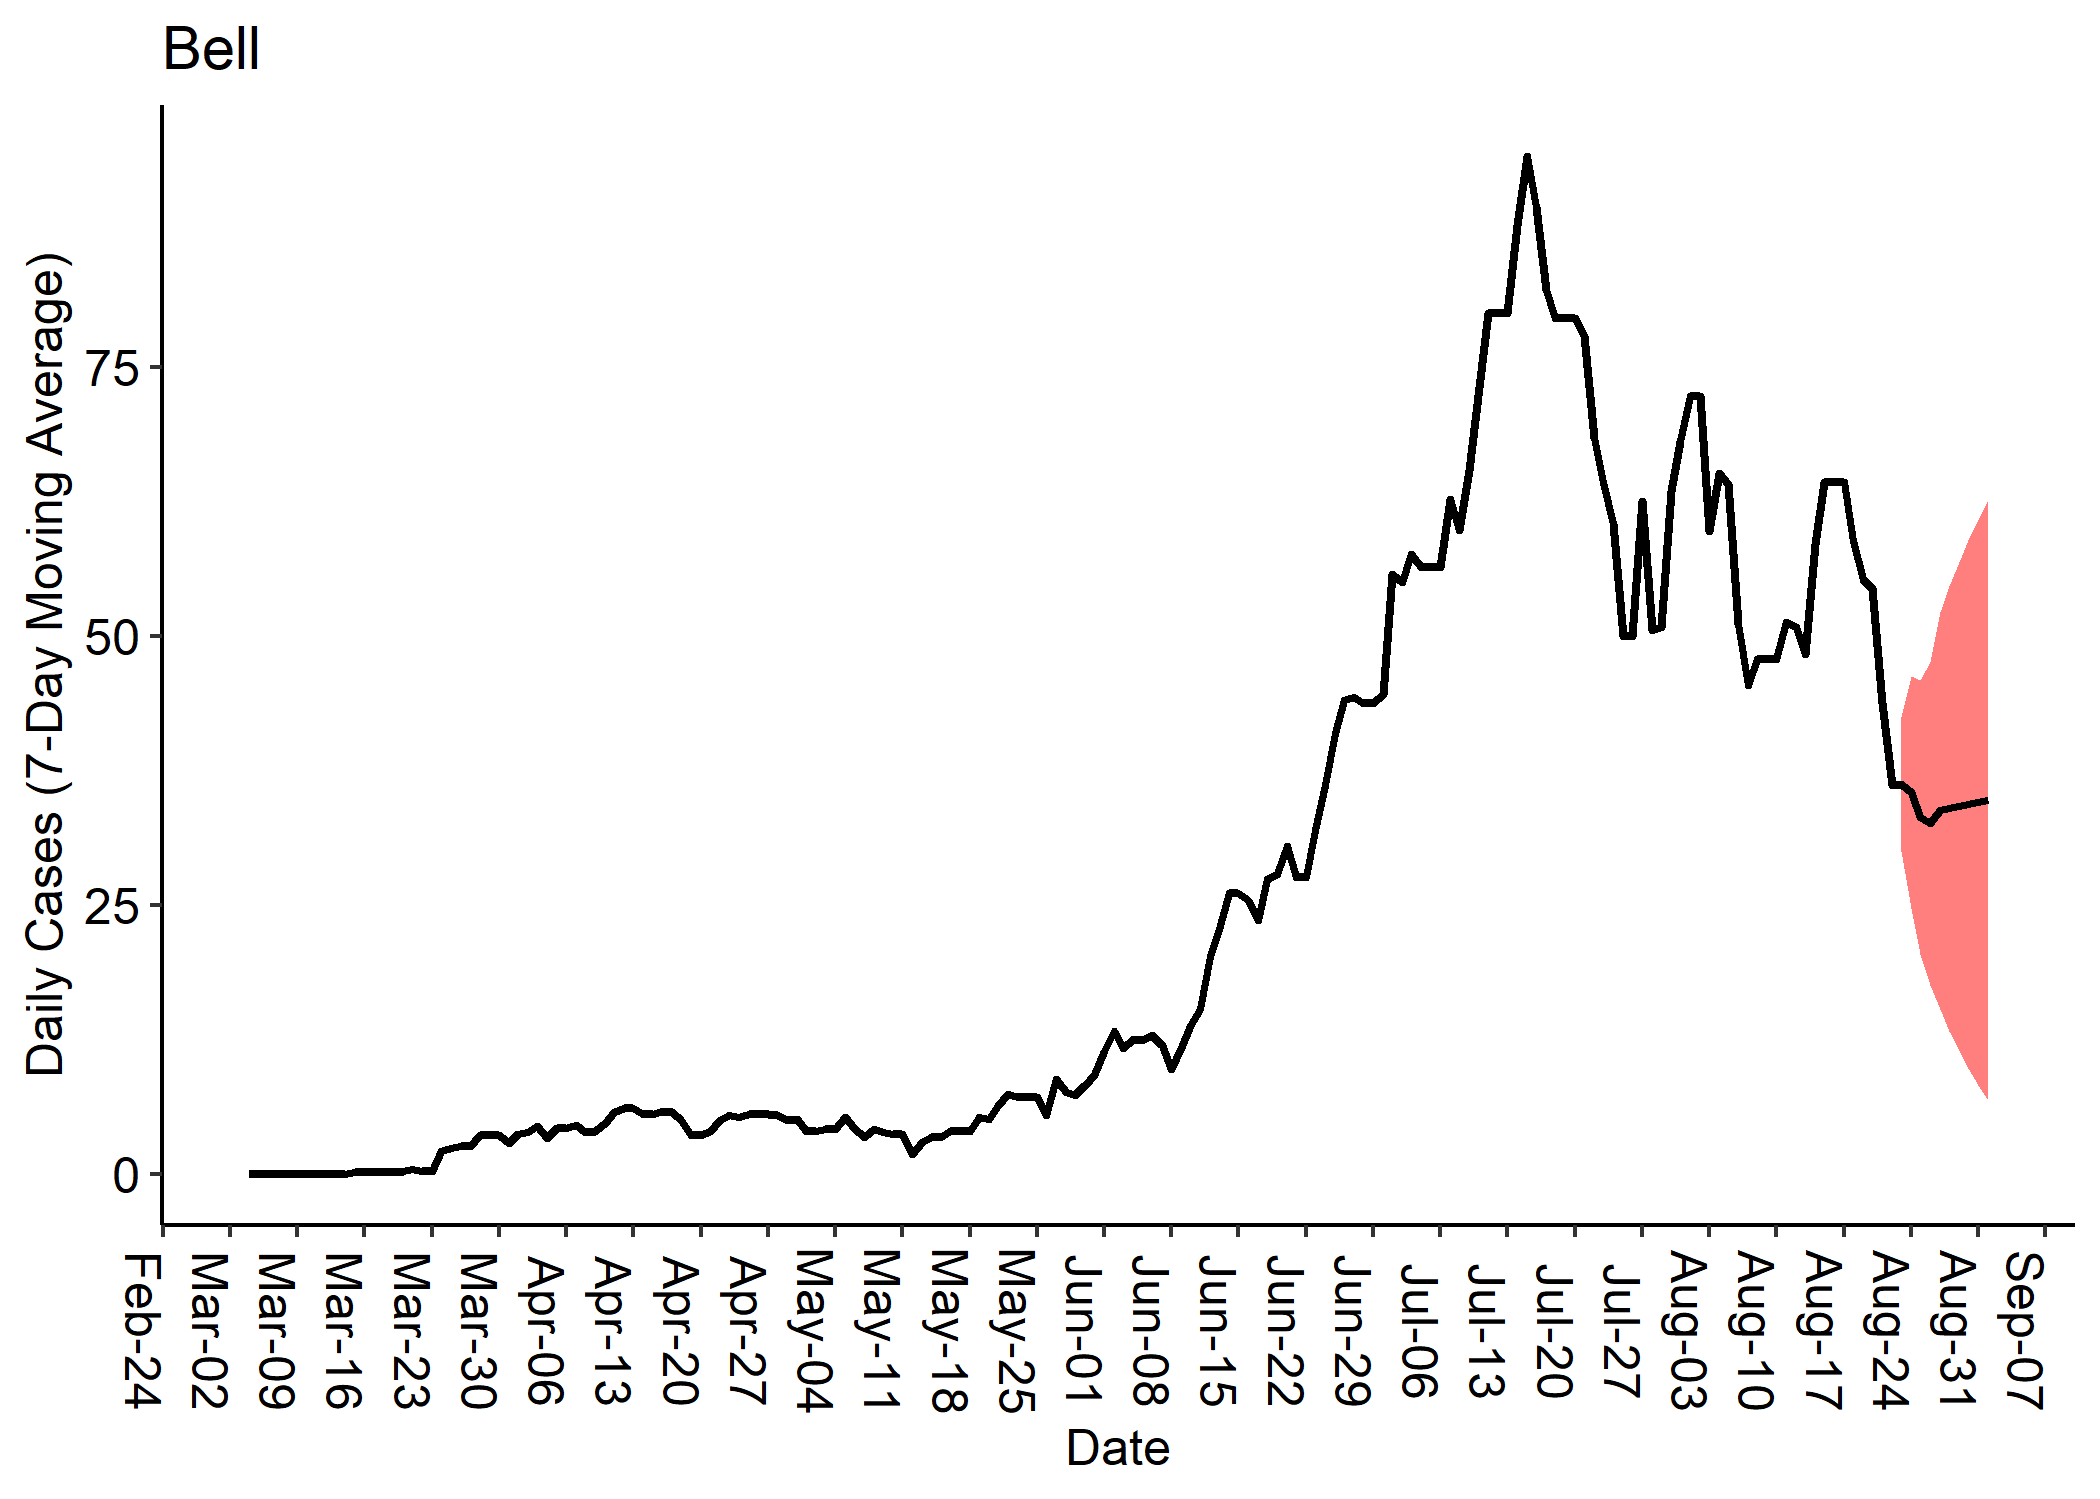 Bell
Daily Cases (7-Day Moving Average)
75
50
25
0
Feb-24
Mar-02
Mar-09
Mar-16
Mar-23
Mar-30
Apr-06
Apr-13
Apr-20
Apr-27
May-04
May-11
May-18
May-25
Jun-01
Jun-08
Jun-15
Jun-22
Jun-29
Jul-06
Jul-13
Jul-20
Jul-27
Aug-03
Aug-10
Aug-17
Aug-24
Aug-31
Sep-07
Date